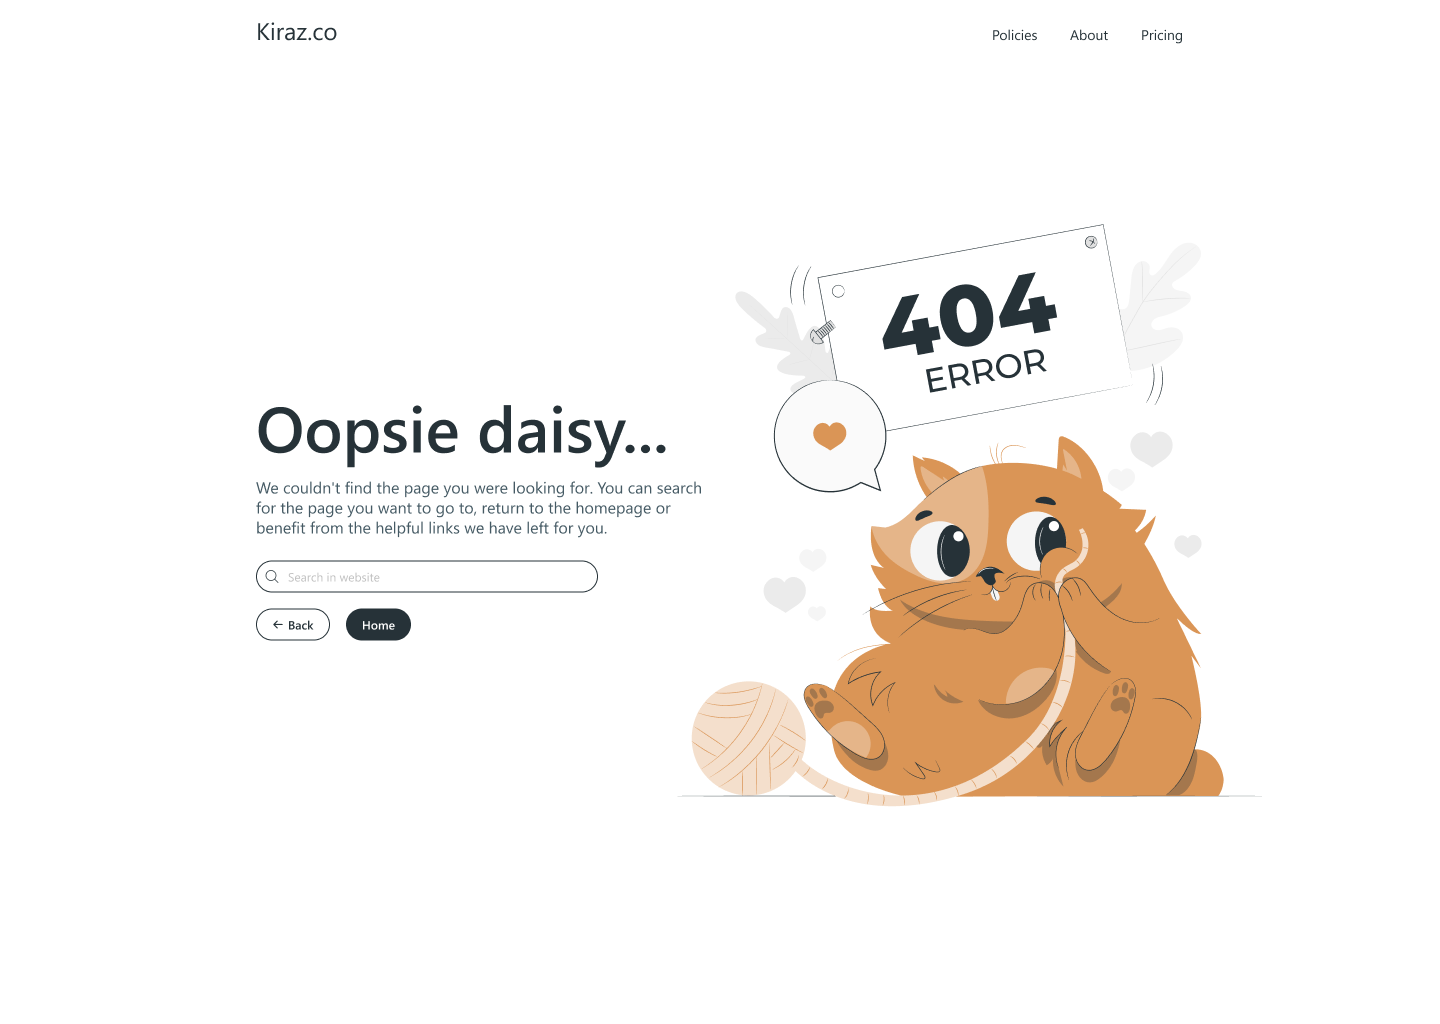 Kiraz.co
Policies About Pricing
404
ERROR
Oopsie daisy...
We couldn't find the page you were looking for. You can search
for the page you want to go to, return to the homepage or
benefit from the helpful links we have left for you.
Search in website
← Back Home